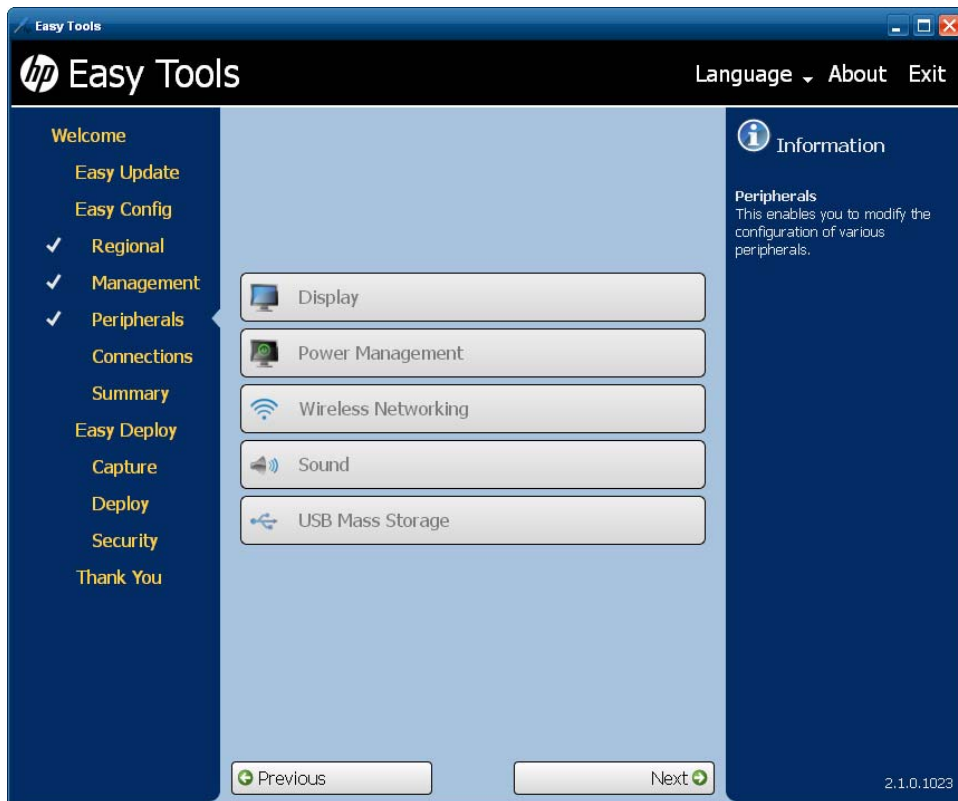 Easy Tools
hp Easy Tools
Language About Exit
Welcome
Easy Update
Easy Config
Regional
Management
Peripherals
Connections
Summary
Easy Deploy
Capture
Deploy
Security
Thank You
Display
Power Management
Wireless Networking
Sound
USB Mass Storage
Previous
Next
Information
Peripherals
This enables you to modify the
configuration of various
peripherals.
2.1.0.1023